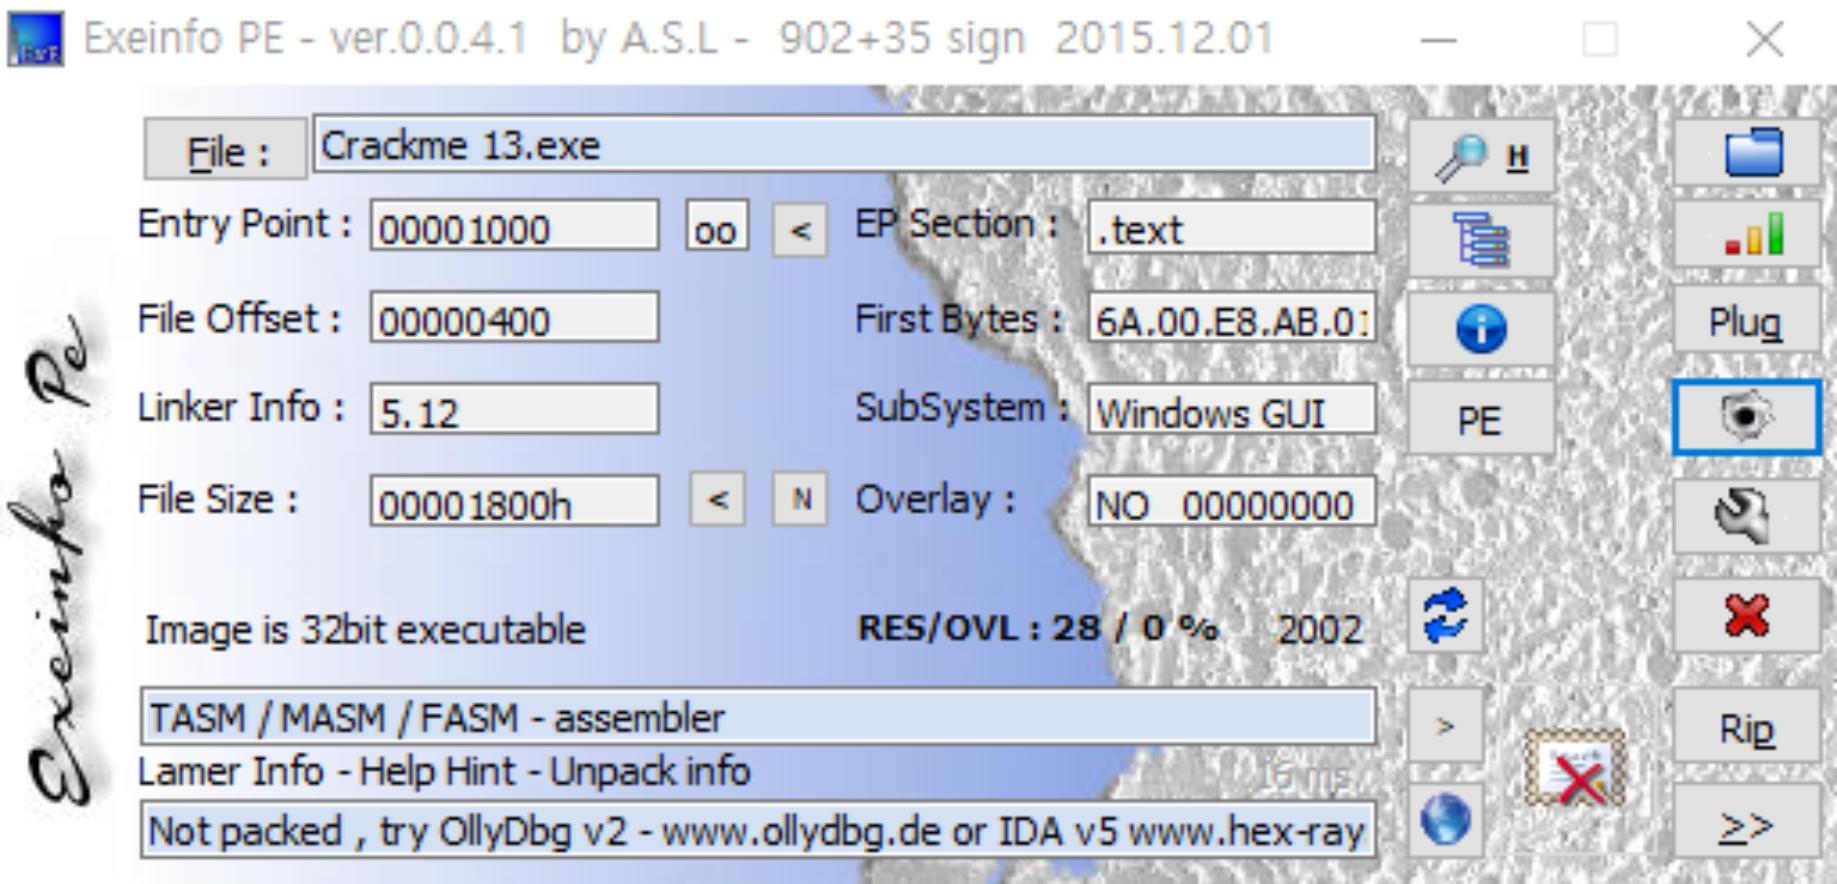 Exeinfo PE - ver.0.0.4.1 by A.S.L - 902+35 sign 2015.12.01
File : Crackme 13.exe H
Entry Point : 00001000 oo < EP Section : .text
File Offset : 00000400 First Bytes : 6A.00.E8.AB.01 Plug
Linker Info : 5.12 SubSystem : Windows GUI PE
File Size : 00001800h < N Overlay : NO 00000000
Image is 32bit executable RES/OVL : 28 / 0 % 2002
TASM / MASM / FASM - assembler > Rip
Lamer Info - Help Hint - Unpack info 16 ms.
Not packed , try OllyDbg v2 - www.ollydbg.de or IDA v5 www.hex-ray >>
Exeinfo Pe